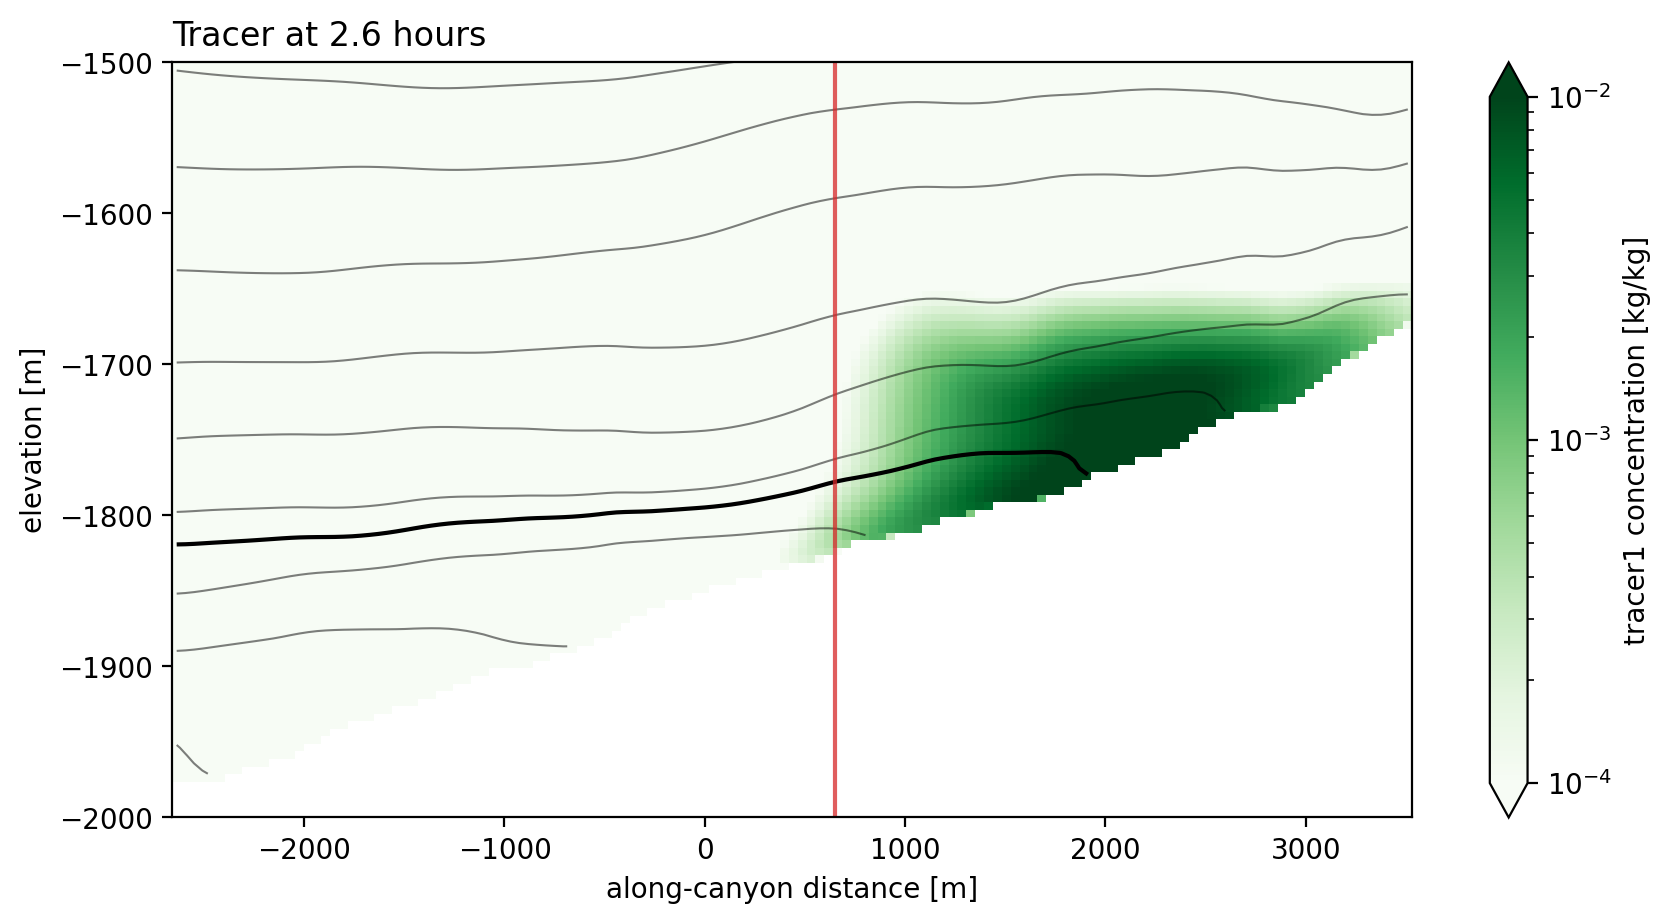 Tracer at 2.6 hours
−1500
−1600
−1700
−1800
−1900
−2000
elevation [m]
−2000 −1000 0 1000 2000 3000
along-canyon distance [m]
10⁻²
10⁻³
10⁻⁴
tracer1 concentration [kg/kg]